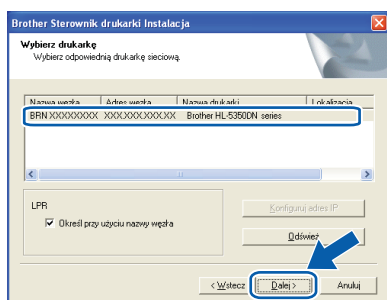 Brother Sterownik drukarki Instalacja
Wybierz drukarkę
Wybierz odpowiednią drukarkę sieciową.
Nazwa węzła Adres węzła Nazwa drukarki Lokalizacja
BRN XXXXXXXX XXX.XXX.XXX.XX Brother HL-5350DN series
LPR
Określ przy użyciu nazwy węzła
Konfiguruj adres IP
Odśwież
< Wstecz Dalej > Anuluj